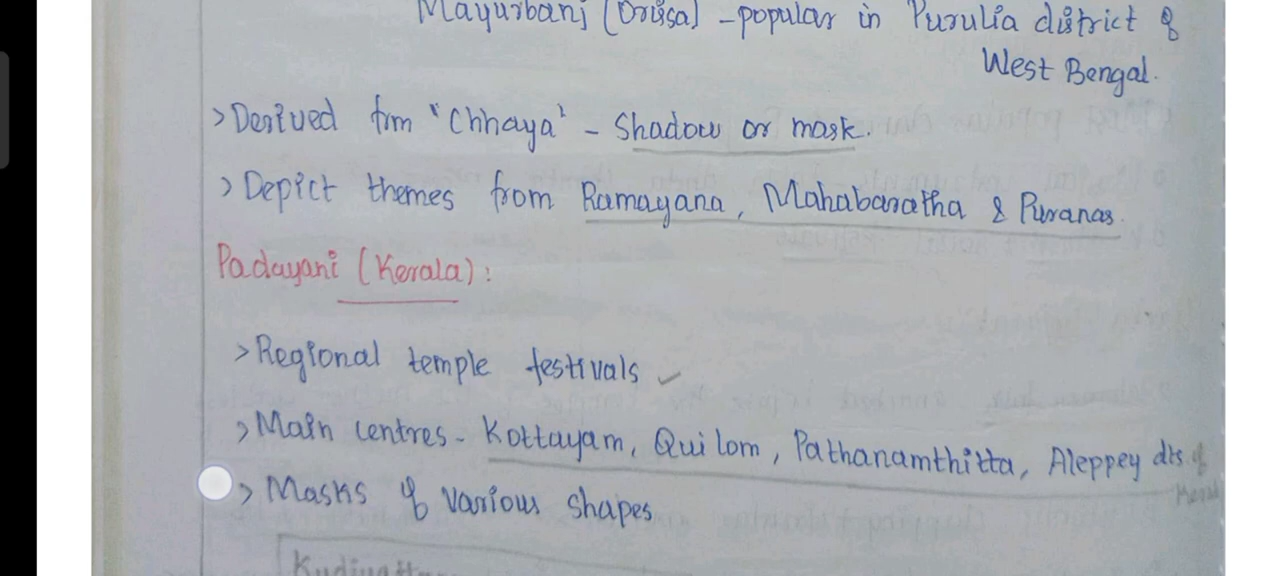 Mayurbanj (Orissa) - popular in Purulia district of
West Bengal.
> Derived frm "Chhaya" - Shadow or mask.
> Depict themes from Ramayana, Mahabaratha & Puranas.
Padayani (Kerala):
> Regional temple festivals ✓
> Main centres - Kottayam, Quilom, Pathanamthitta, Aleppey dts of
> Masks of various shapes